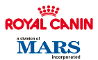 ROYAL CANIN
a division of
MARS
incorporated